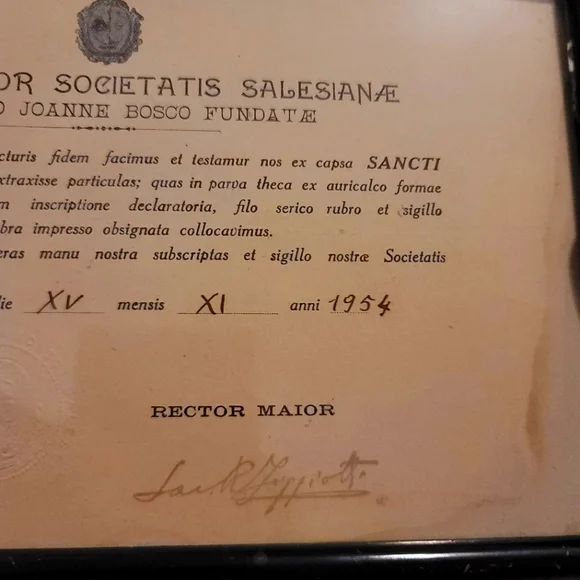 OR SOCIETATIS SALESIANÆ
O JOANNE BOSCO FUNDATÆ
cturis fidem facimus et testamur nos ex capsa SANCTI
xtraxisse particulas; quas in parva theca ex auricalco formae
m inscriptione declaratoria, filo serico rubro et sigillo
bra impresso obsignata collocavimus.
eras manu nostra subscriptas et sigillo nostræ Societatis
die XV mensis XI anni 1954
RECTOR MAIOR